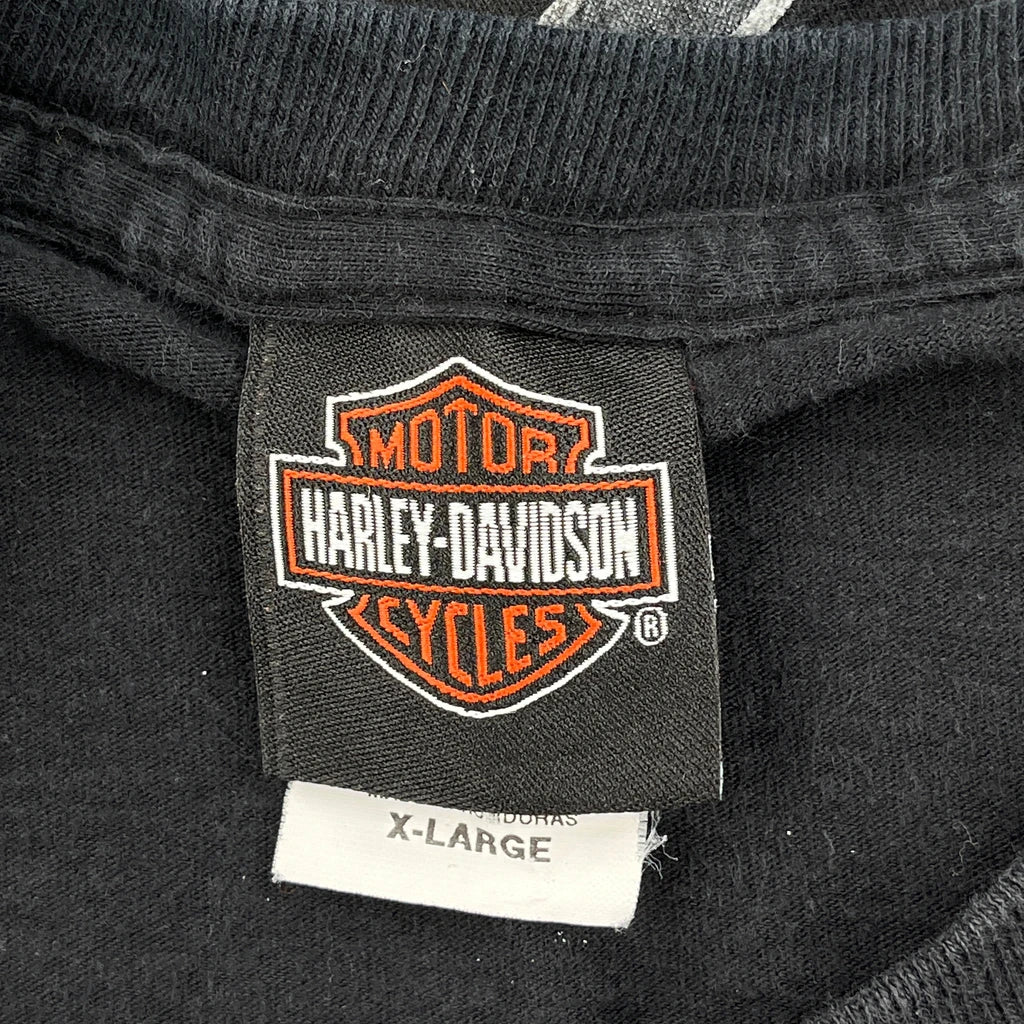 MOTOR
HARLEY-DAVIDSON
CYCLES
®
X-LARGE